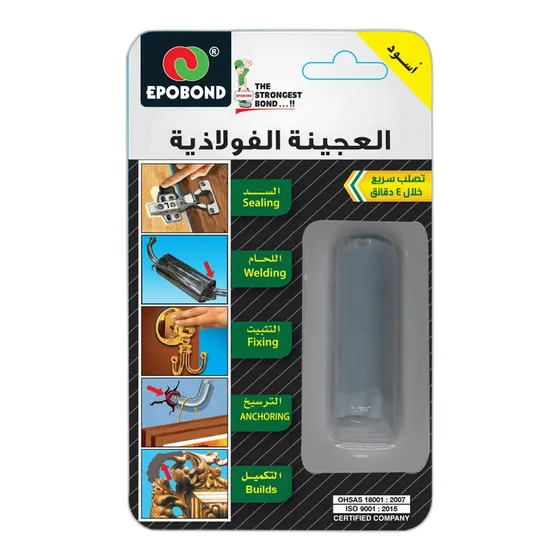 EPOBOND®
THE
STRONGEST
BOND...!!
أسود
العجينة الفولاذية
تصلب سريع
خلال ٤ دقائق
السد
Sealing
اللحام
Welding
التثبيت
Fixing
الترسيخ
ANCHORING
التكميل
Builds
OHSAS 18001 : 2007
ISO 9001 : 2015
CERTIFIED COMPANY